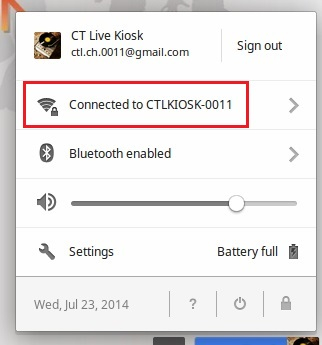 CT Live Kiosk
ctl.ch.0011@gmail.com
Sign out
Connected to CTLKIOSK-0011
Bluetooth enabled
Settings
Battery full
Wed, Jul 23, 2014
?